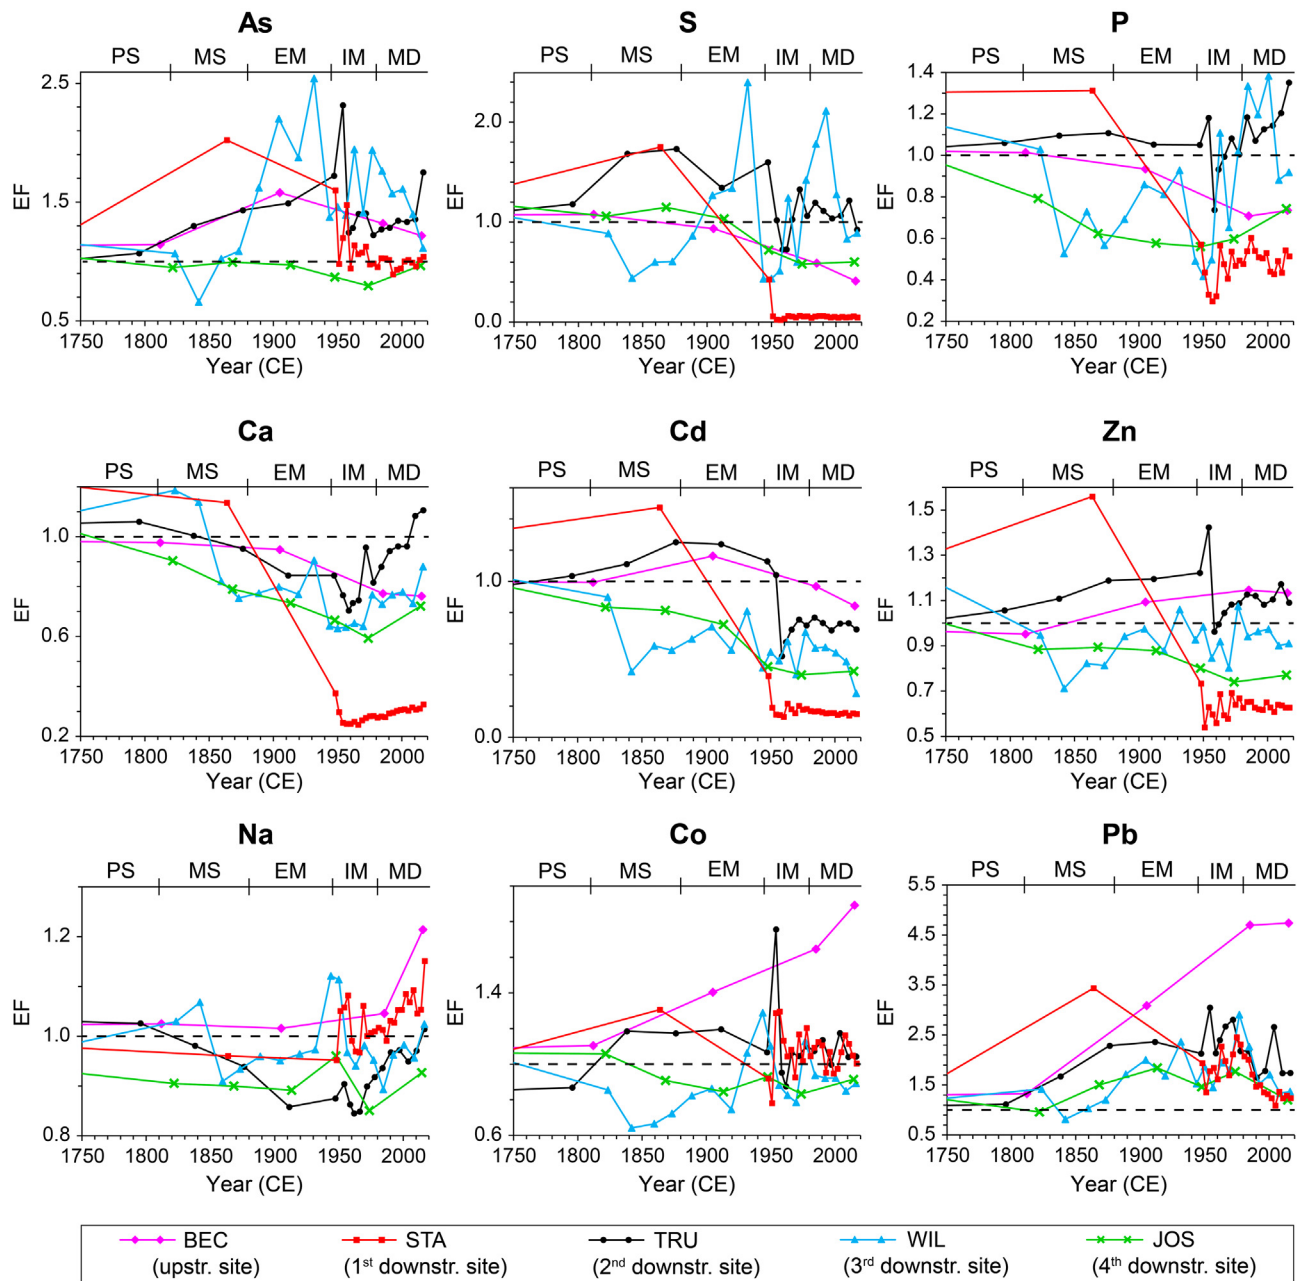 As
S
P
PS MS EM IM MD
PS MS EM IM MD
PS MS EM IM MD
2.5
1.5
0.5
EF
1750 1800 1850 1900 1950 2000
Year (CE)
2.0
1.0
0.0
EF
1750 1800 1850 1900 1950 2000
Year (CE)
1.4
1.2
1.0
0.8
0.6
0.4
0.2
EF
1750 1800 1850 1900 1950 2000
Year (CE)
Ca
Cd
Zn
PS MS EM IM MD
PS MS EM IM MD
PS MS EM IM MD
1.0
0.6
0.2
EF
1750 1800 1850 1900 1950 2000
Year (CE)
1.0
0.0
EF
1750 1800 1850 1900 1950 2000
Year (CE)
1.5
1.3
1.1
0.9
0.7
0.5
EF
1750 1800 1850 1900 1950 2000
Year (CE)
Na
Co
Pb
PS MS EM IM MD
PS MS EM IM MD
PS MS EM IM MD
1.2
1.0
0.8
EF
1750 1800 1850 1900 1950 2000
Year (CE)
1.4
0.6
EF
1750 1800 1850 1900 1950 2000
Year (CE)
5.5
4.5
3.5
2.5
1.5
0.5
EF
1750 1800 1850 1900 1950 2000
Year (CE)
BEC STA TRU WIL JOS
(upstr. site) (1st downstr. site) (2nd downstr. site) (3rd downstr. site) (4th downstr. site)